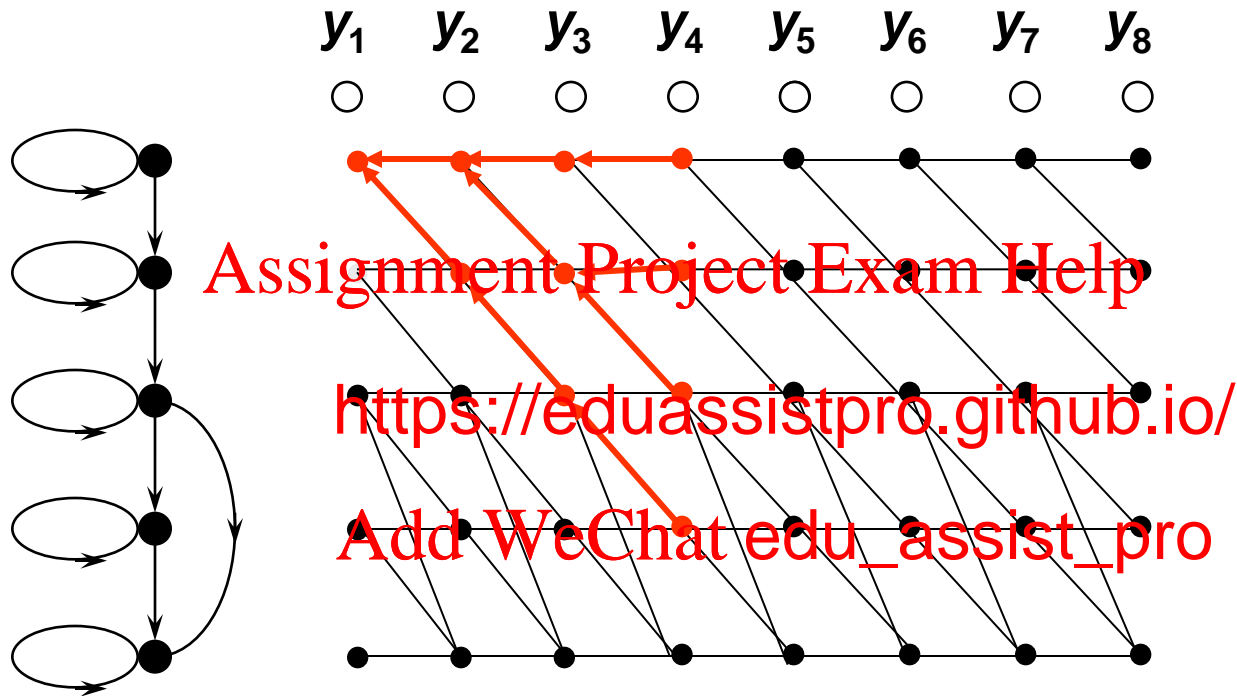 y1 y2 y3 y4 y5 y6 y7 y8
Assignment Project Exam Help
https://eduassistpro.github.io/
Add WeChat edu_assist_pro